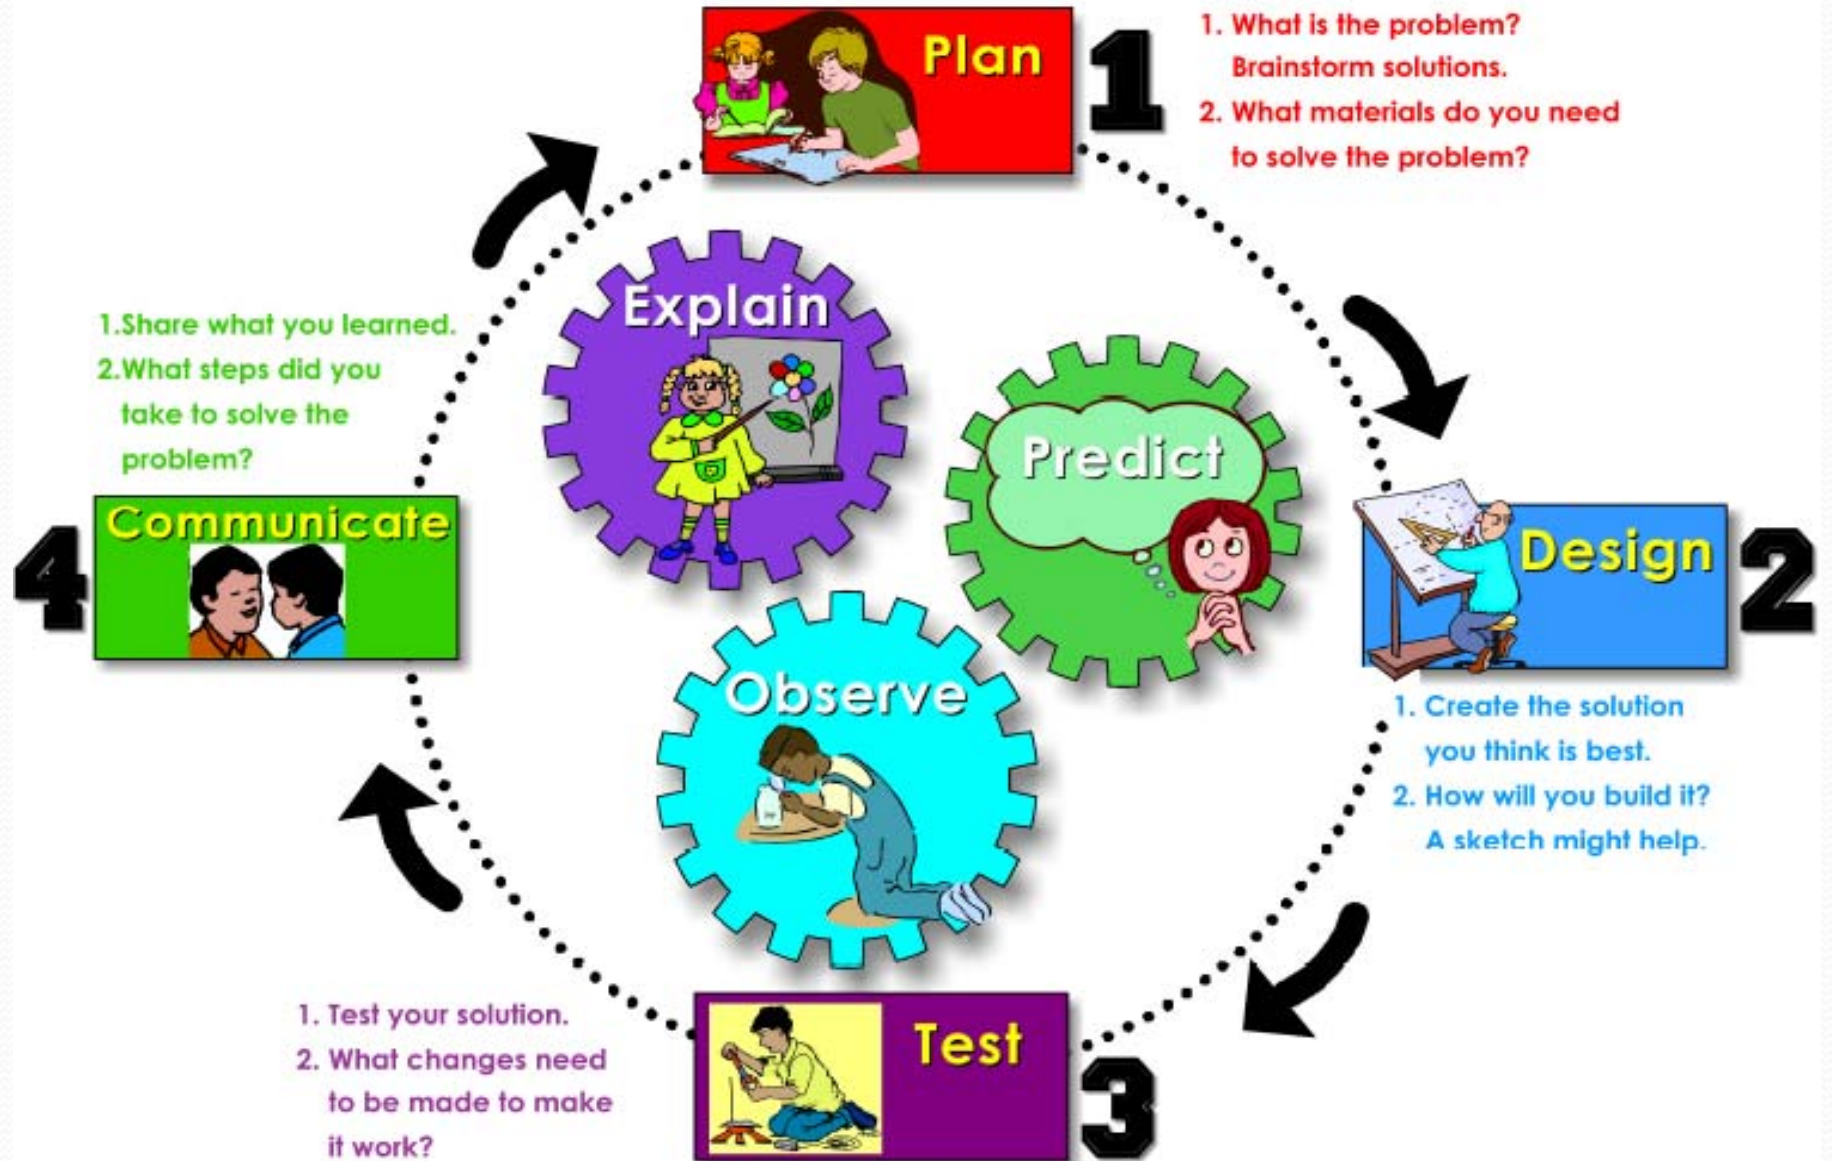 Plan
1
1. What is the problem?
Brainstorm solutions.
2. What materials do you need
to solve the problem?
Design
2
1. Create the solution
you think is best.
2. How will you build it?
A sketch might help.
Test
3
1. Test your solution.
2. What changes need
to be made to make
it work?
4
Communicate
1.Share what you learned.
2.What steps did you
take to solve the
problem?
Explain
Predict
Observe